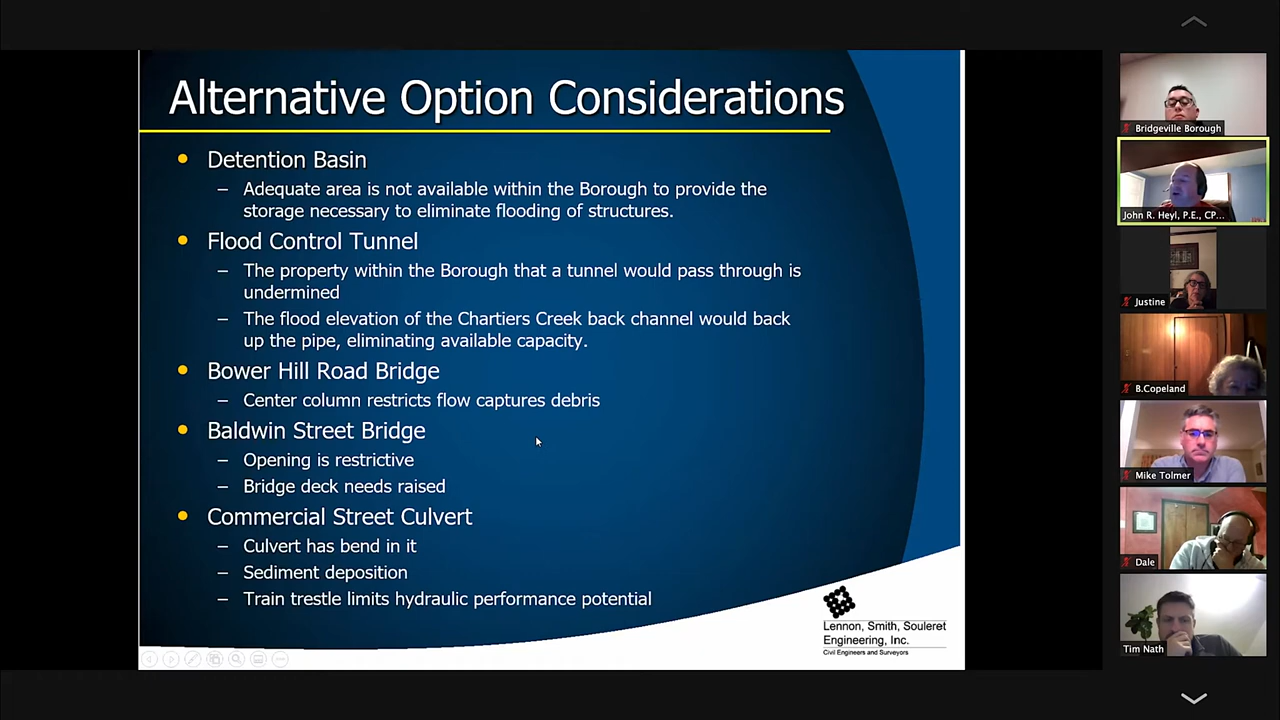 Alternative Option Considerations
Detention Basin
– Adequate area is not available within the Borough to provide the
storage necessary to eliminate flooding of structures.
Flood Control Tunnel
– The property within the Borough that a tunnel would pass through is
undermined
– The flood elevation of the Chartiers Creek back channel would back
up the pipe, eliminating available capacity.
Bower Hill Road Bridge
– Center column restricts flow captures debris
Baldwin Street Bridge
– Opening is restrictive
– Bridge deck needs raised
Commercial Street Culvert
– Culvert has bend in it
– Sediment deposition
– Train trestle limits hydraulic performance potential
Lennon, Smith, Souleret
Engineering, Inc.
Civil Engineers and Surveyors
Bridgeville Borough
John R. Heyl, P.E., CP...
Justine
B.Copeland
Mike Tolmer
Dale
Tim Nath